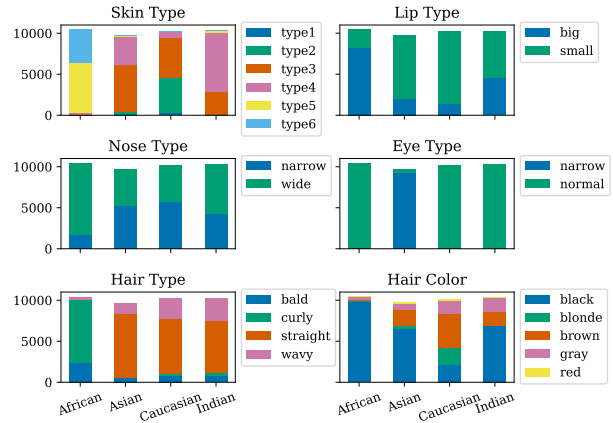 Skin Type
10000
5000
0
type1
type2
type3
type4
type5
type6
Lip Type
big
small
Nose Type
10000
5000
0
narrow
wide
Eye Type
narrow
normal
Hair Type
10000
5000
0
African
Asian
Caucasian
Indian
bald
curly
straight
wavy
Hair Color
African
Asian
Caucasian
Indian
black
blonde
brown
gray
red